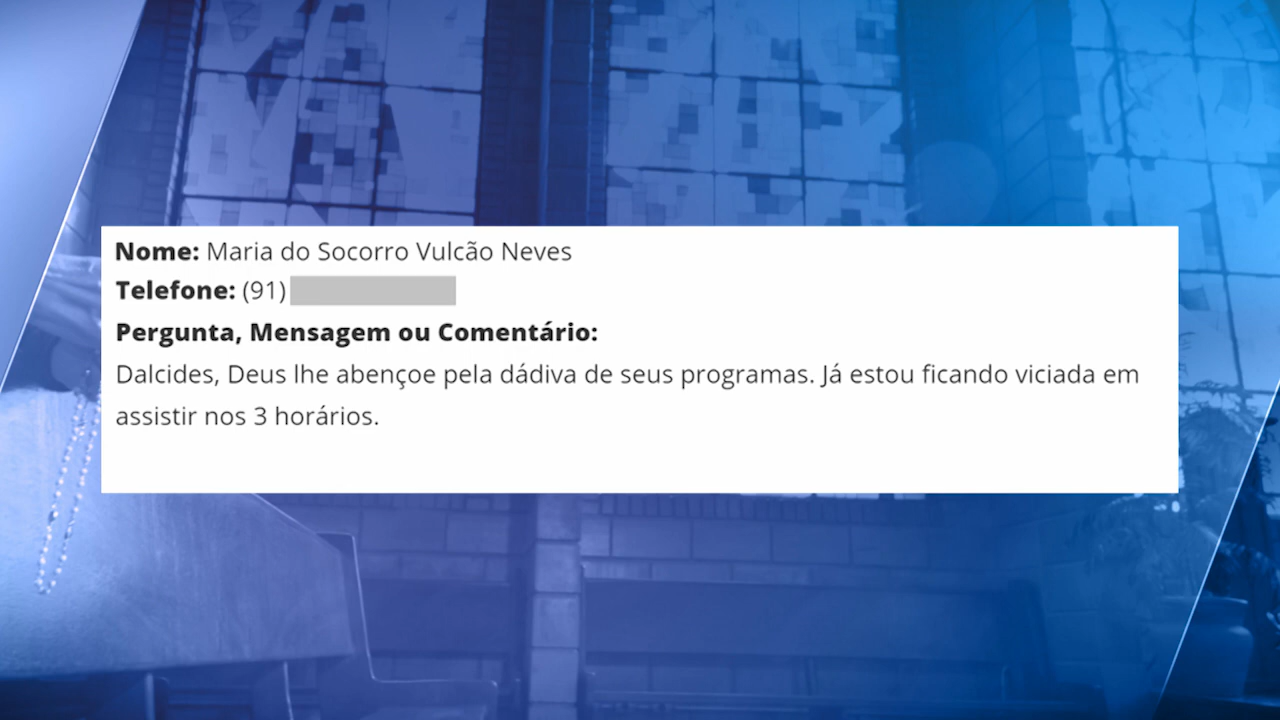 Nome: Maria do Socorro Vulcão Neves
Telefone: (91)
Pergunta, Mensagem ou Comentário:
Dalcides, Deus lhe abençoe pela dádiva de seus programas. Já estou ficando viciada em
assistir nos 3 horários.